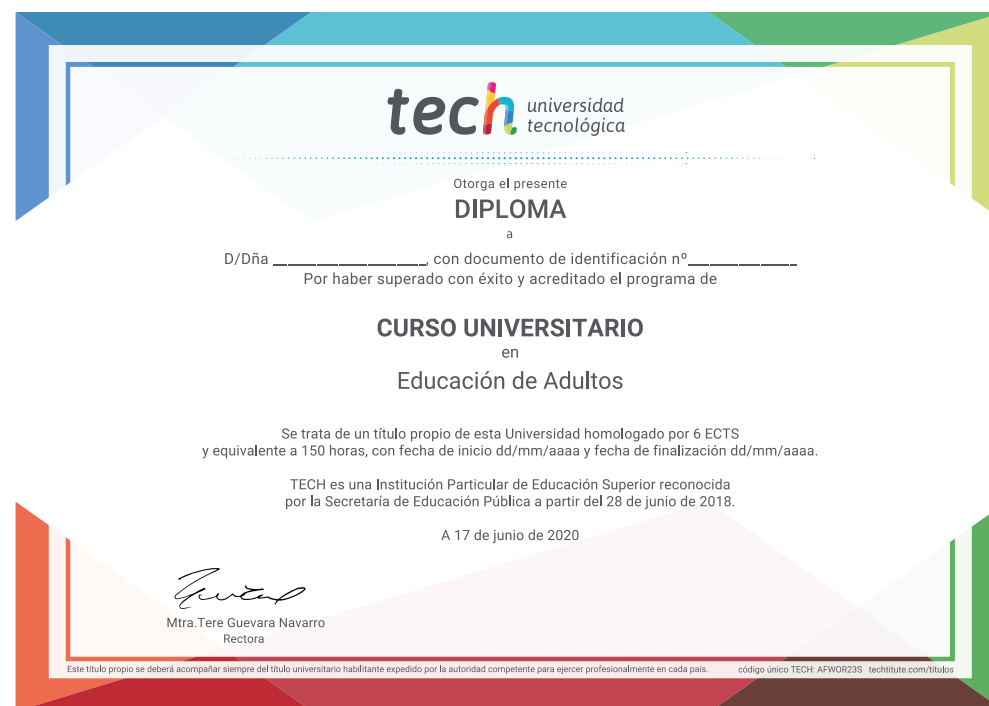 tech universidad
tecnológica
Otorga el presente
DIPLOMA
a
D/Dña ____________________, con documento de identificación nº______________
Por haber superado con éxito y acreditado el programa de
CURSO UNIVERSITARIO
en
Educación de Adultos
Se trata de un título propio de esta Universidad homologado por 6 ECTS
y equivalente a 150 horas, con fecha de inicio dd/mm/aaaa y fecha de finalización dd/mm/aaaa.
TECH es una Institución Particular de Educación Superior reconocida
por la Secretaría de Educación Pública a partir del 28 de junio de 2018.
A 17 de junio de 2020
Mtra.Tere Guevara Navarro
Rectora
Este título propio se deberá acompañar siempre del título universitario habilitante expedido por la autoridad competente para ejercer profesionalmente en cada país. código único TECH: AFWOR23S techtitute.com/titulos